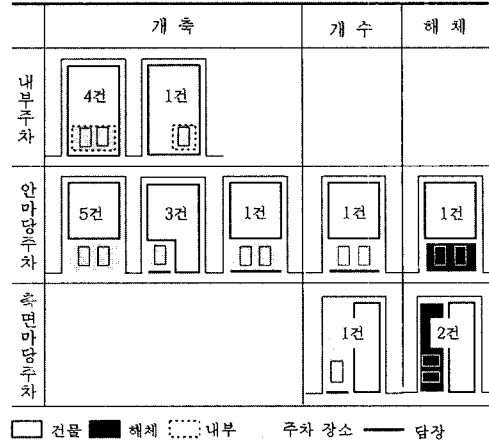 개축 개수 해체
내부주차 4건 1건
안마당주차 5건 3건 1건 1건 1건
측면마당주차 1건 2건
건물 해체 내부 주차 장소 담장